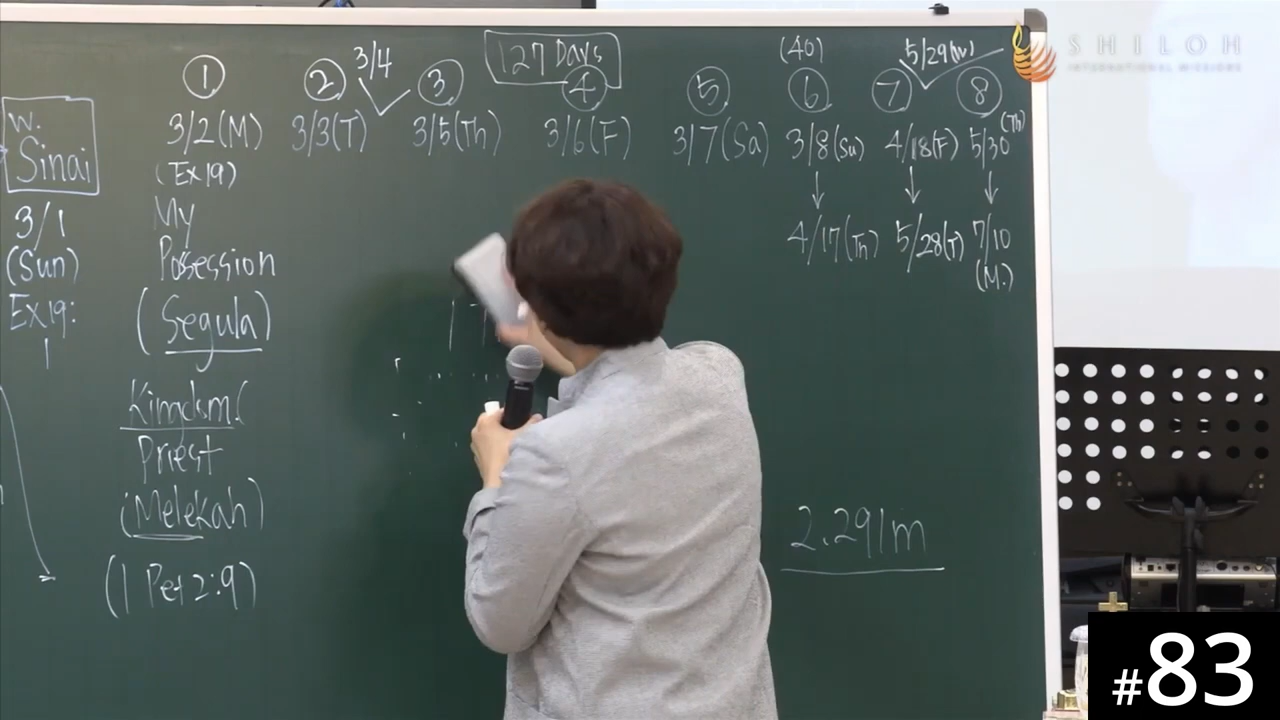 127 Days
w.
Sinai
3/1
(Sun)
Ex19:
1
①
3/2(M)
(Ex19)
My
Possession
(Segula)
Kingdom(
Priest
(Melekah)
(1 Pet 2:9)
②
3/3(T)
3/4
③
3/5(Th)
④
3/6(F)
⑤
3/7(Sa)
(40)
⑥
3/8(Su)
↓
4/17(Th)
⑦
4/18(F)
↓
5/28(T)
5/29(W)
⑧
5/30(Th)
↓
7/10
(M.)
2.291m
SHILOH
INTERNATIONAL MISSIONS
#83